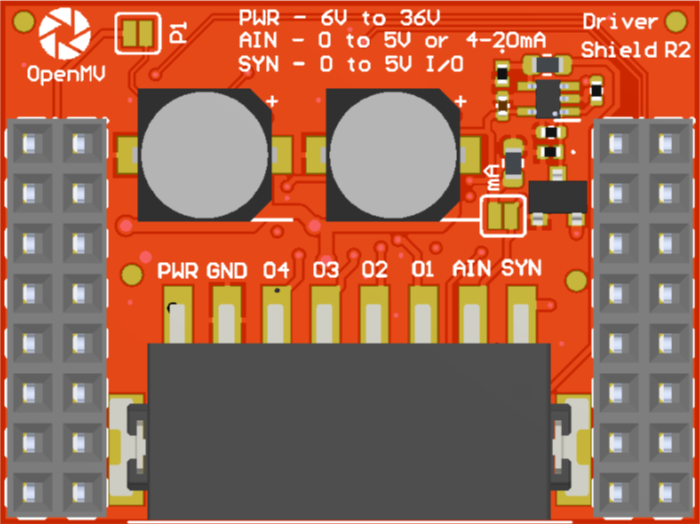 OpenMV
P1
PWR - 6V to 36V
AIN - 0 to 5V or 4-20mA
SYN - 0 to 5V I/O
Driver
Shield R2
+
+
mA
PWR GND O4 O3 O2 O1 AIN SYN